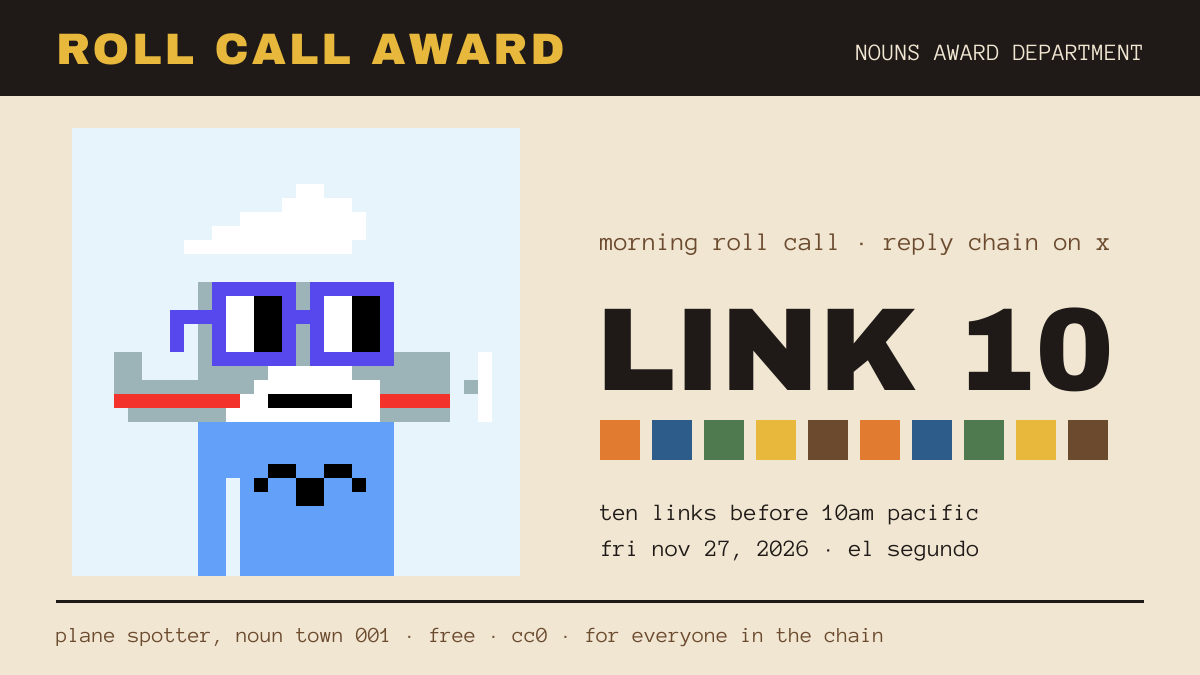 ROLL CALL AWARD
NOUNS AWARD DEPARTMENT
morning roll call · reply chain on x
LINK 10
ten links before 10am pacific
fri nov 27, 2026 · el segundo
plane spotter, noun town 001 · free · cc0 · for everyone in the chain